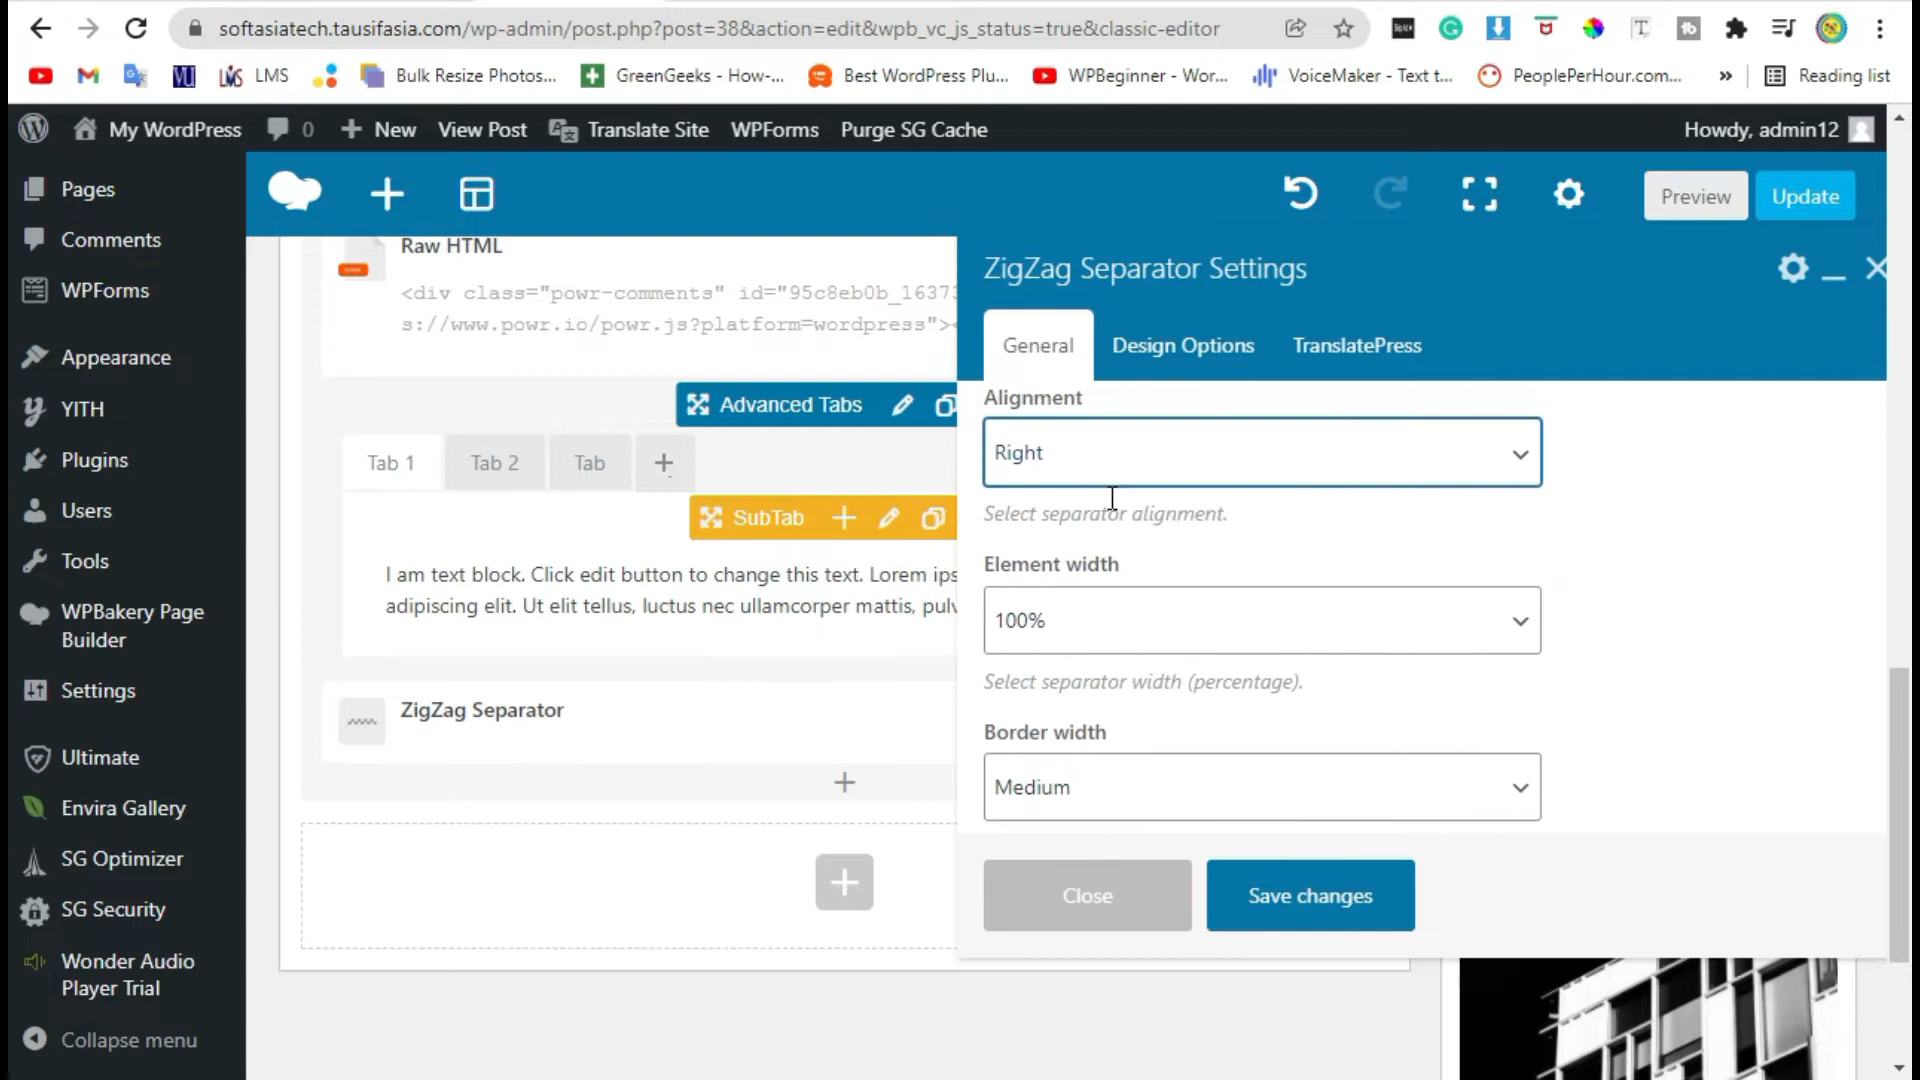 softasiatech.tausifasia.com/wp-admin/post.php?post=38&action=edit&wpb_vc_js_status=true&classic-editor
LMS
Bulk Resize Photos...
GreenGeeks - How-...
Best WordPress Plu...
WPBeginner - Wor...
VoiceMaker - Text t...
PeoplePerHour.com...
»
Reading list
My WordPress
0
New
View Post
Translate Site
WPForms
Purge SG Cache
Howdy, admin12
Pages
Comments
WPForms
Appearance
YITH
Plugins
Users
Tools
WPBakery Page
Builder
Settings
Ultimate
Envira Gallery
SG Optimizer
SG Security
Wonder Audio
Player Trial
Collapse menu
Preview
Update
Raw HTML
<div class="powr-comments" id="95c8eb0b_1637
s://www.powr.io/powr.js?platform=wordpress"><
Advanced Tabs
Tab 1
Tab 2
Tab
SubTab
I am text block. Click edit button to change this text. Lorem ips
adipiscing elit. Ut elit tellus, luctus nec ullamcorper mattis, pulv
ZigZag Separator
ZigZag Separator Settings
General
Design Options
TranslatePress
Alignment
Right
Select separator alignment.
Element width
100%
Select separator width (percentage).
Border width
Medium
Close
Save changes